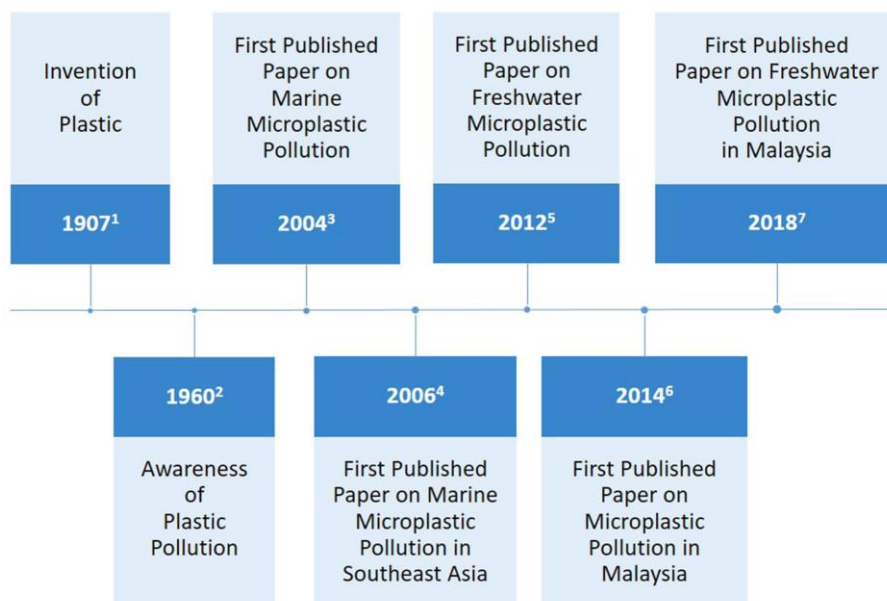 Invention
of
Plastic
1907¹
First Published
Paper on
Marine
Microplastic
Pollution
2004³
First Published
Paper on
Freshwater
Microplastic
Pollution
2012⁵
First Published
Paper on Freshwater
Microplastic
Pollution
in Malaysia
2018⁷
1960²
Awareness
of
Plastic
Pollution
2006⁴
First Published
Paper on Marine
Microplastic
Pollution in
Southeast Asia
2014⁶
First Published
Paper on
Microplastic
Pollution in
Malaysia